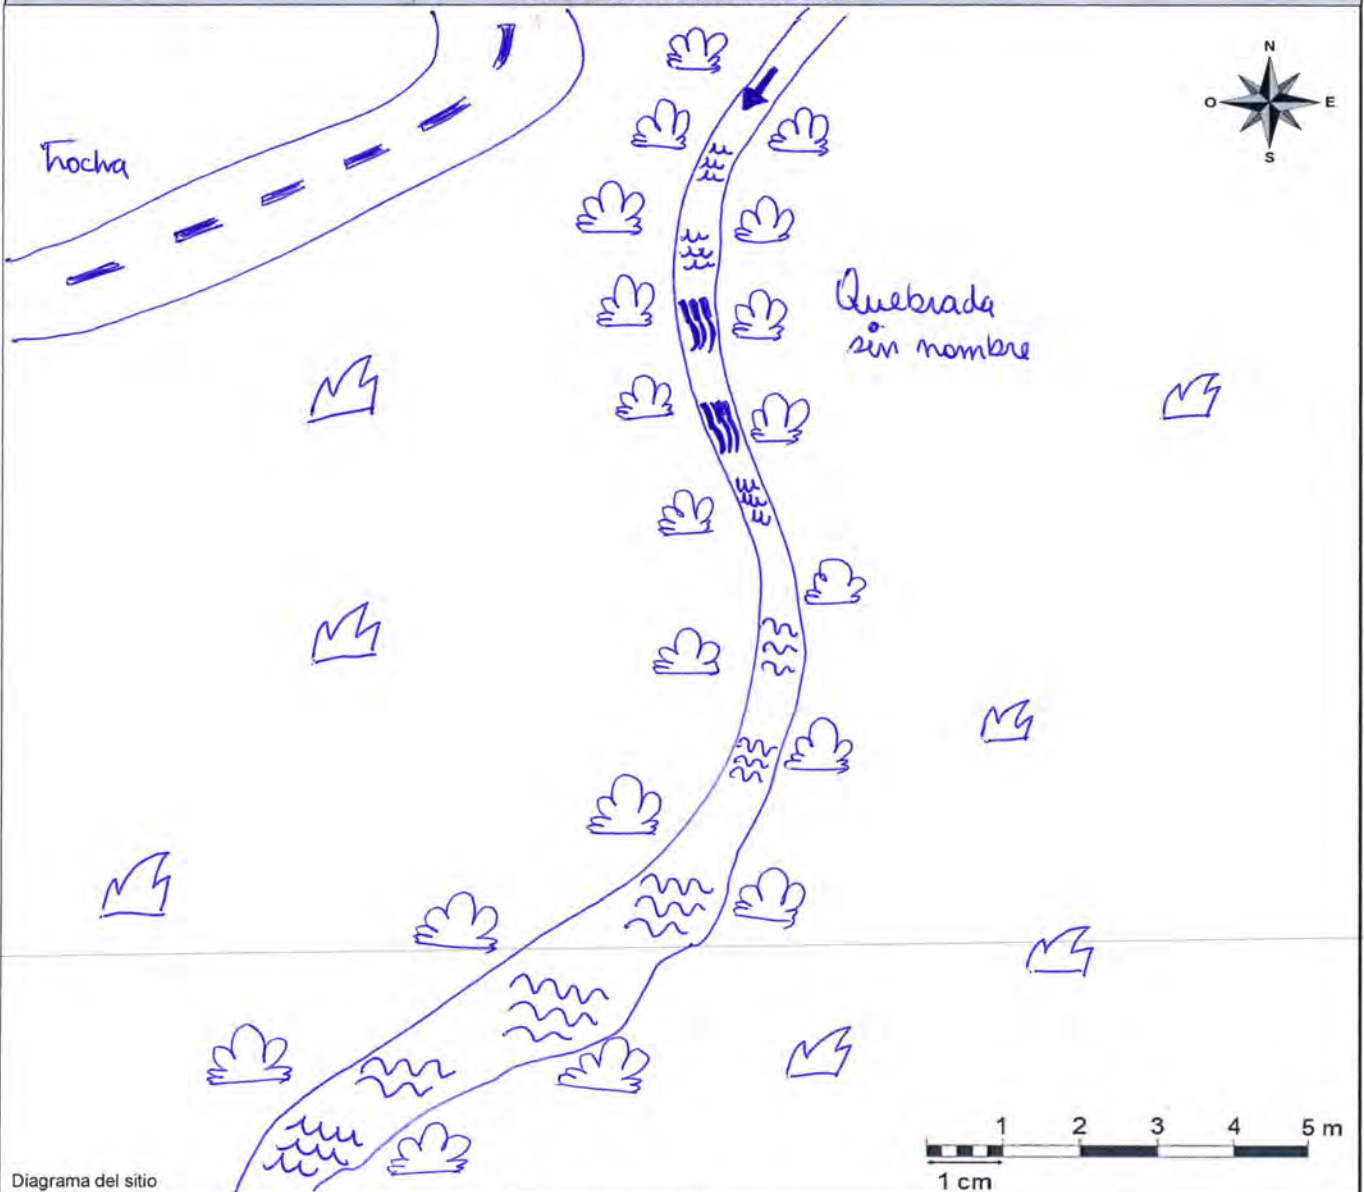 N
O E
S
Trocha
Quebrada
sin nombre
1 2 3 4 5 m
1 cm
Diagrama del sitio